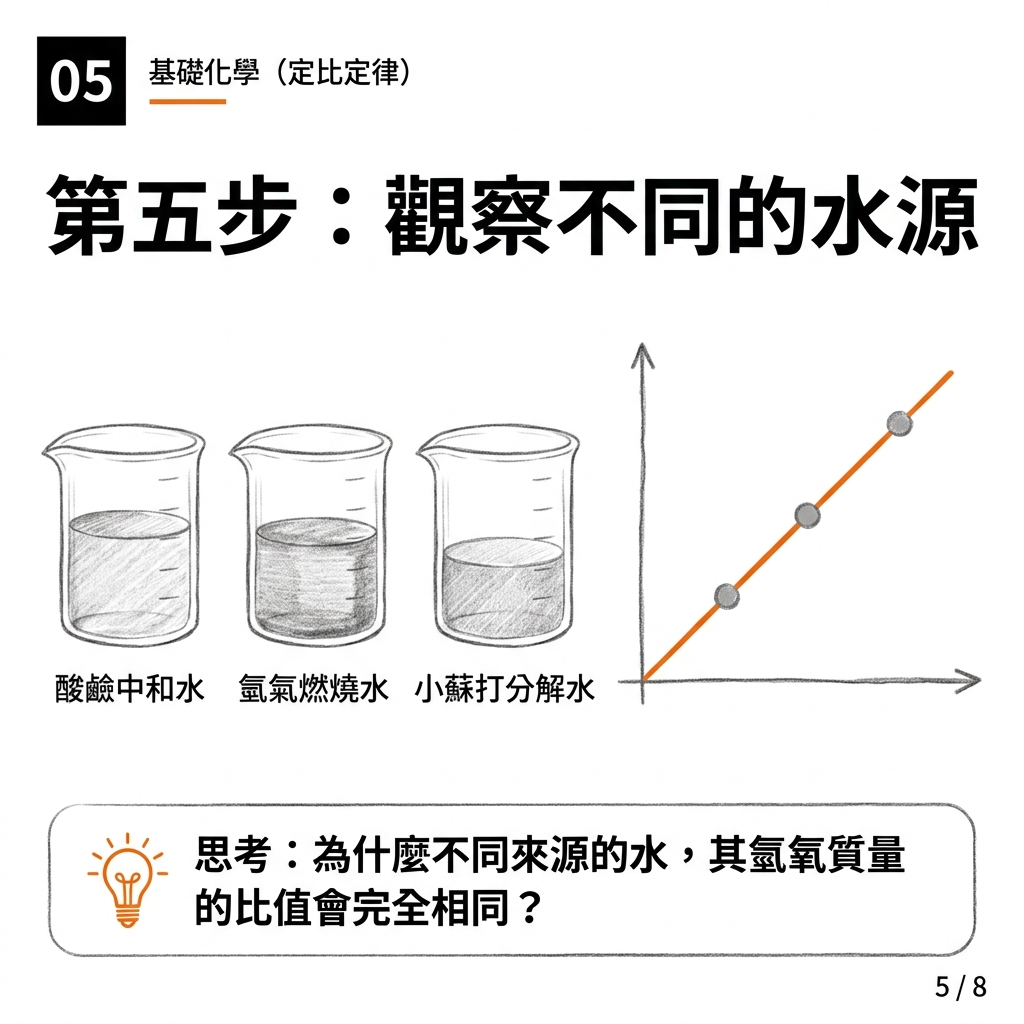 05
基礎化學（定比定律）
第五步：觀察不同的水源
酸鹼中和水
氫氣燃燒水
小蘇打分解水
思考：為什麼不同來源的水，其氫氧質量
的比值會完全相同？
5 / 8